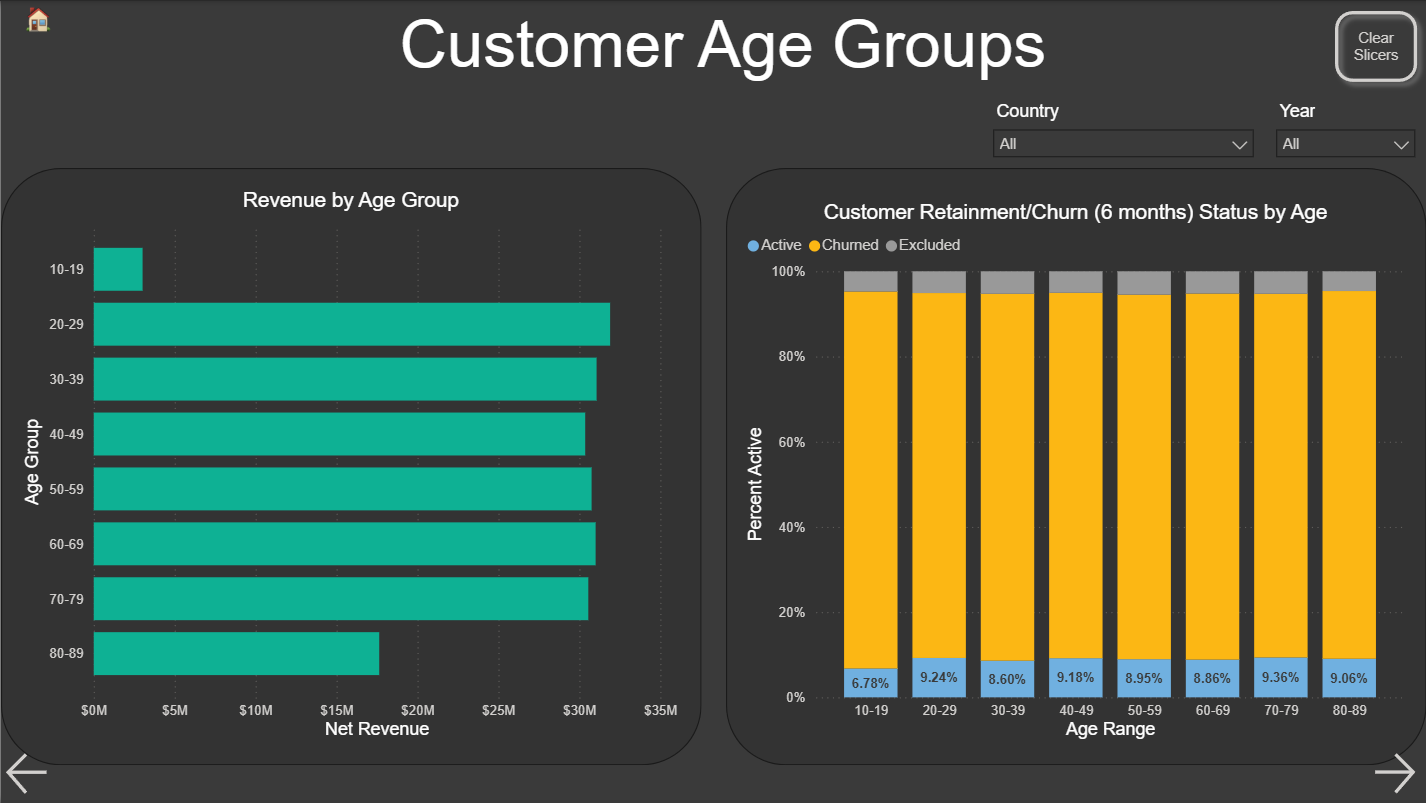 Customer Age Groups
Clear
Slicers
Country
Year
All
All
Revenue by Age Group
Age Group
10-19
20-29
30-39
40-49
50-59
60-69
70-79
80-89
$0M $5M $10M $15M $20M $25M $30M $35M
Net Revenue
Customer Retainment/Churn (6 months) Status by Age
Active Churned Excluded
Percent Active
100%
80%
60%
40%
20%
0%
6.78% 9.24% 8.60% 9.18% 8.95% 8.86% 9.36% 9.06%
10-19 20-29 30-39 40-49 50-59 60-69 70-79 80-89
Age Range